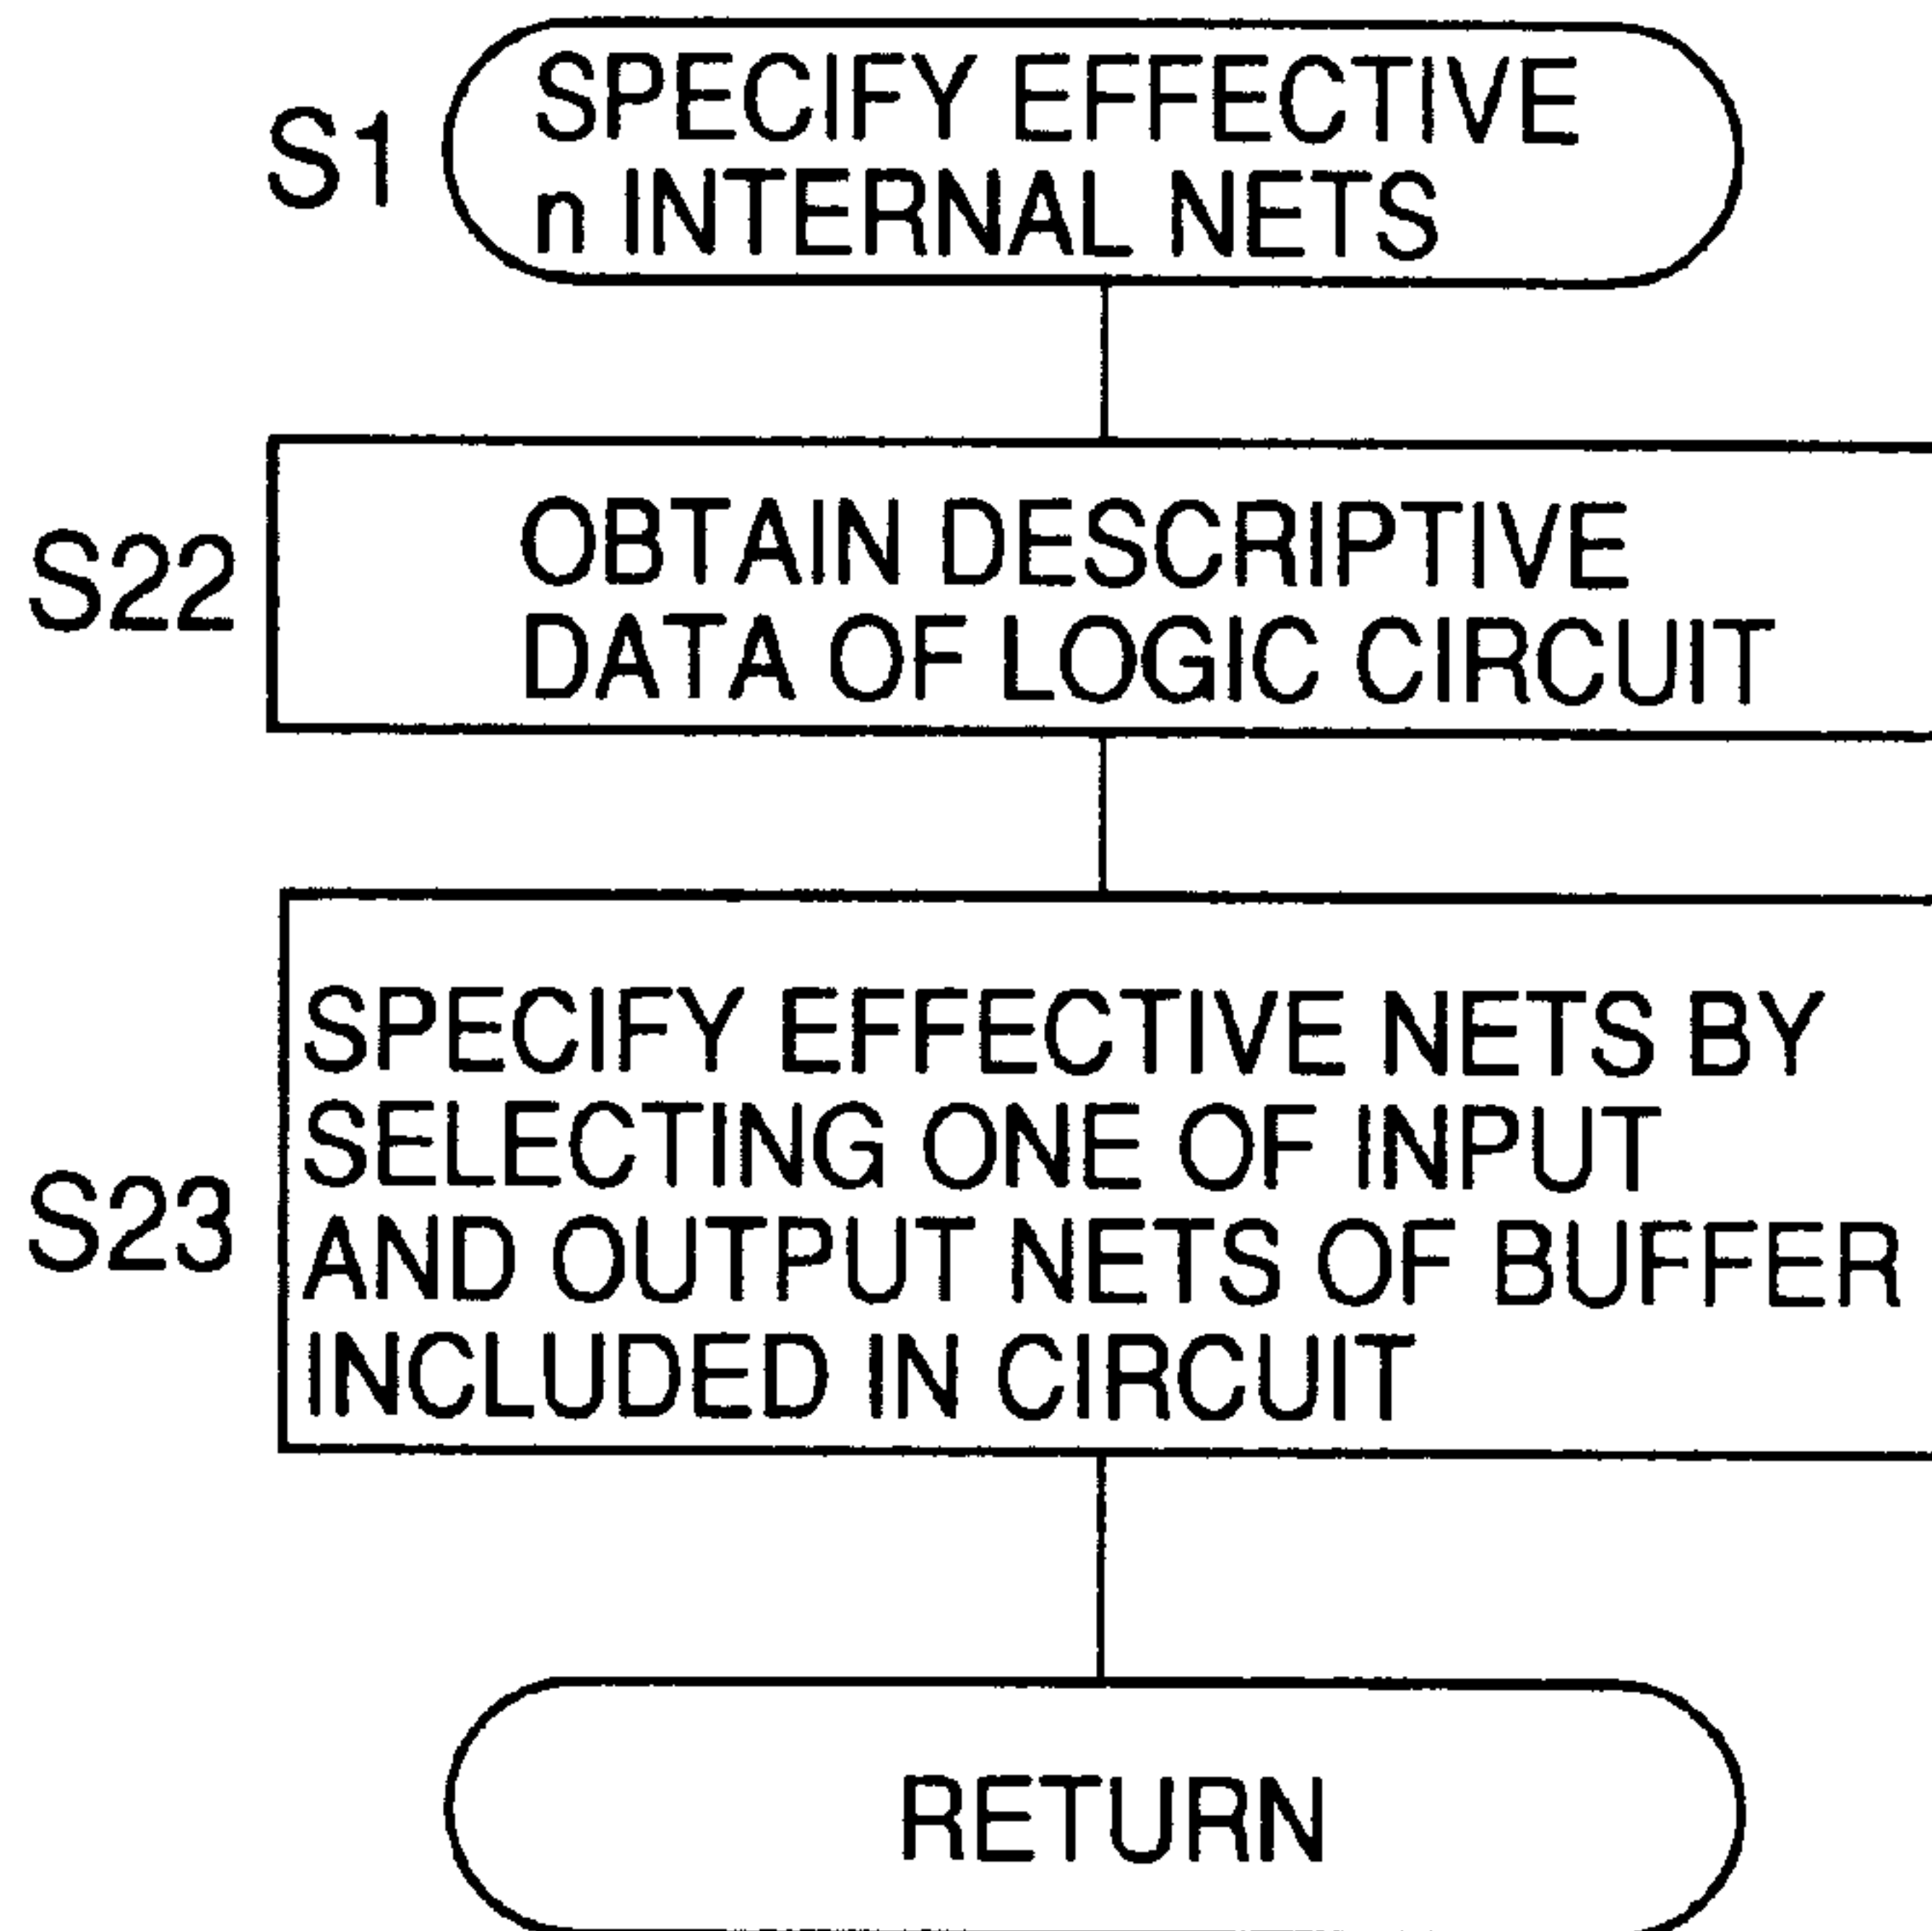 S1
SPECIFY EFFECTIVE
n INTERNAL NETS
S22
OBTAIN DESCRIPTIVE
DATA OF LOGIC CIRCUIT
S23
SPECIFY EFFECTIVE NETS BY
SELECTING ONE OF INPUT
AND OUTPUT NETS OF BUFFER
INCLUDED IN CIRCUIT
RETURN